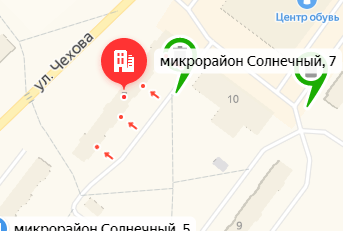 Центр обувь
ул. Чехова
микрорайон Солнечный, 7
10
9
микрорайон Солнечный, 5